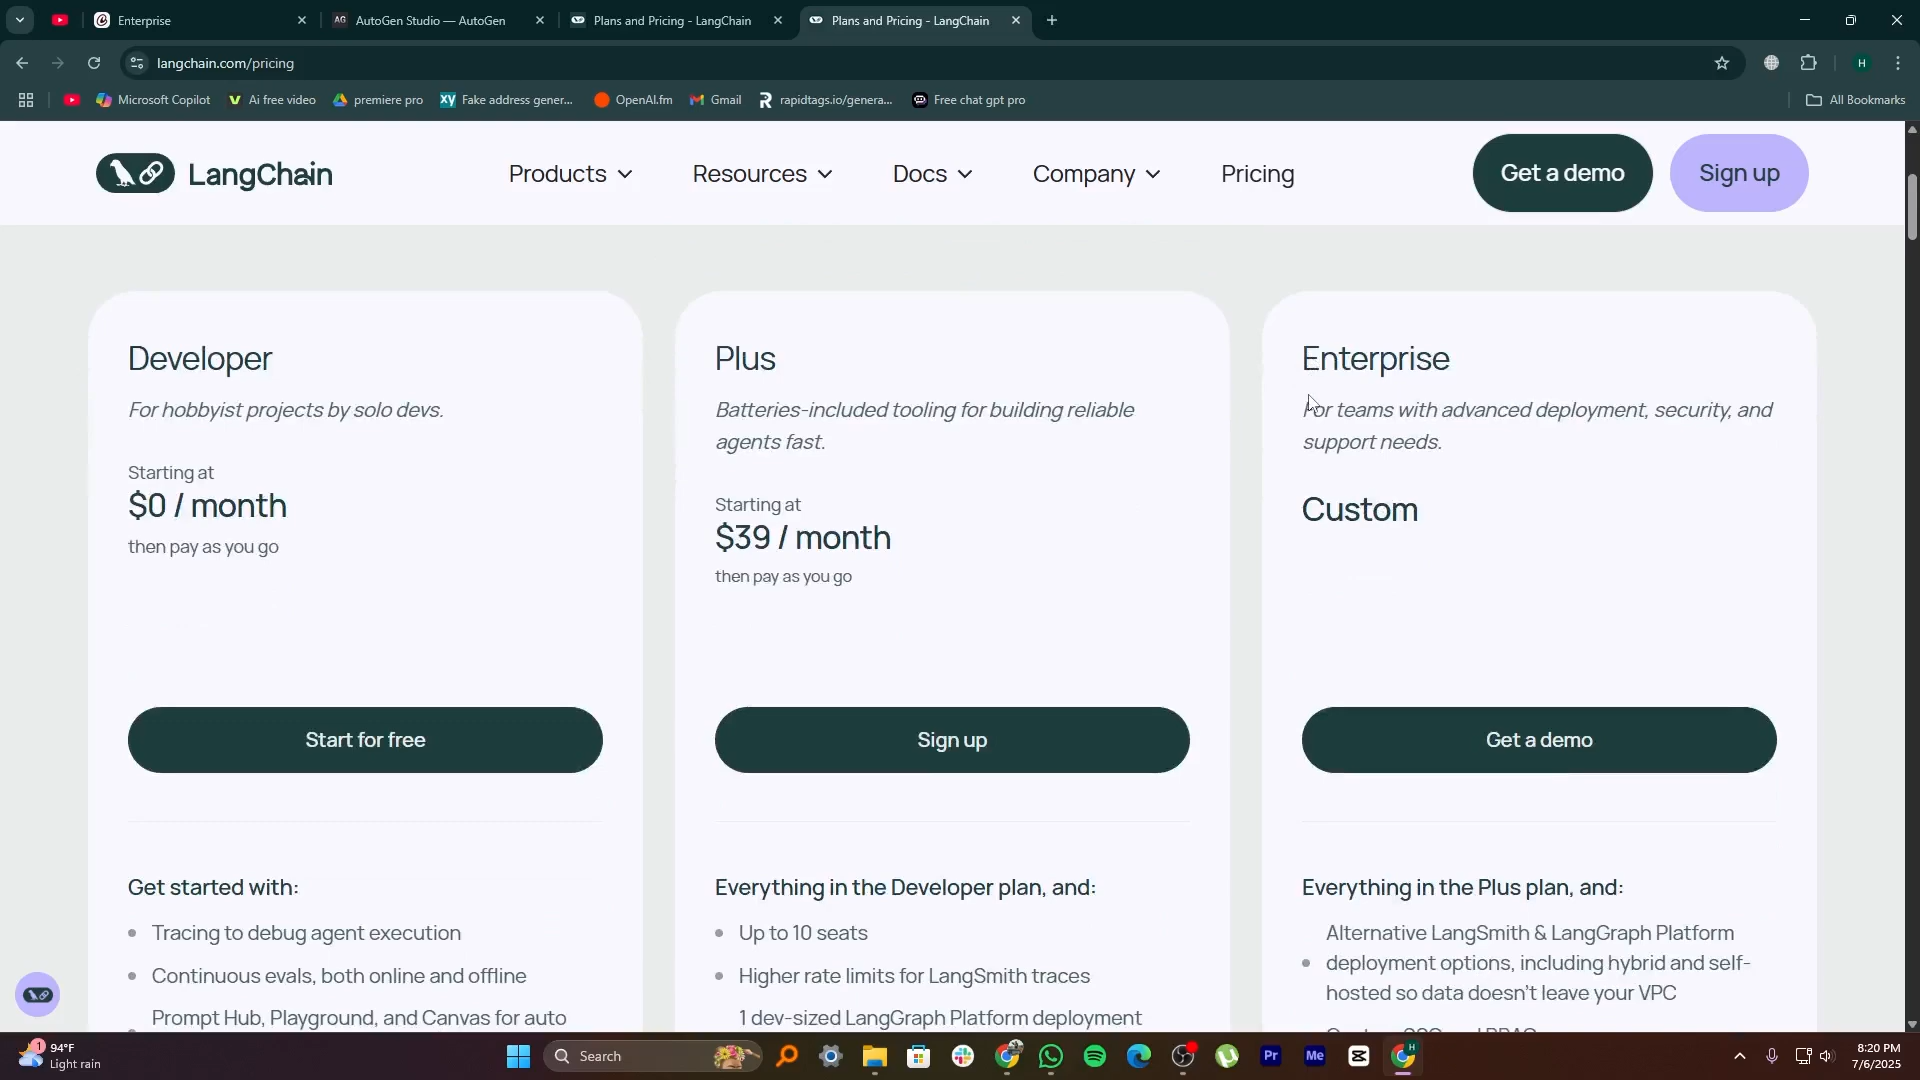 Enterprise
AG AutoGen Studio — AutoGen
Plans and Pricing - LangChain
Plans and Pricing - LangChain
langchain.com/pricing
H
Microsoft Copilot
Ai free video
premiere pro
XY Fake address gener...
OpenAI.fm
Gmail
rapidtags.io/genera...
Free chat gpt pro
All Bookmarks
LangChain
Products
Resources
Docs
Company
Pricing
Get a demo
Sign up
Developer
For hobbyist projects by solo devs.
Starting at
$0 / month
then pay as you go
Start for free
Get started with:
Tracing to debug agent execution
Continuous evals, both online and offline
Prompt Hub, Playground, and Canvas for auto
Plus
Batteries-included tooling for building reliable
agents fast.
Starting at
$39 / month
then pay as you go
Sign up
Everything in the Developer plan, and:
Up to 10 seats
Higher rate limits for LangSmith traces
1 dev-sized LangGraph Platform deployment
Enterprise
For teams with advanced deployment, security, and
support needs.
Custom
Get a demo
Everything in the Plus plan, and:
Alternative LangSmith & LangGraph Platform
deployment options, including hybrid and self-
hosted so data doesn't leave your VPC
1
94°F
Light rain
Search
Pr
Me
H
8:20 PM
7/6/2025